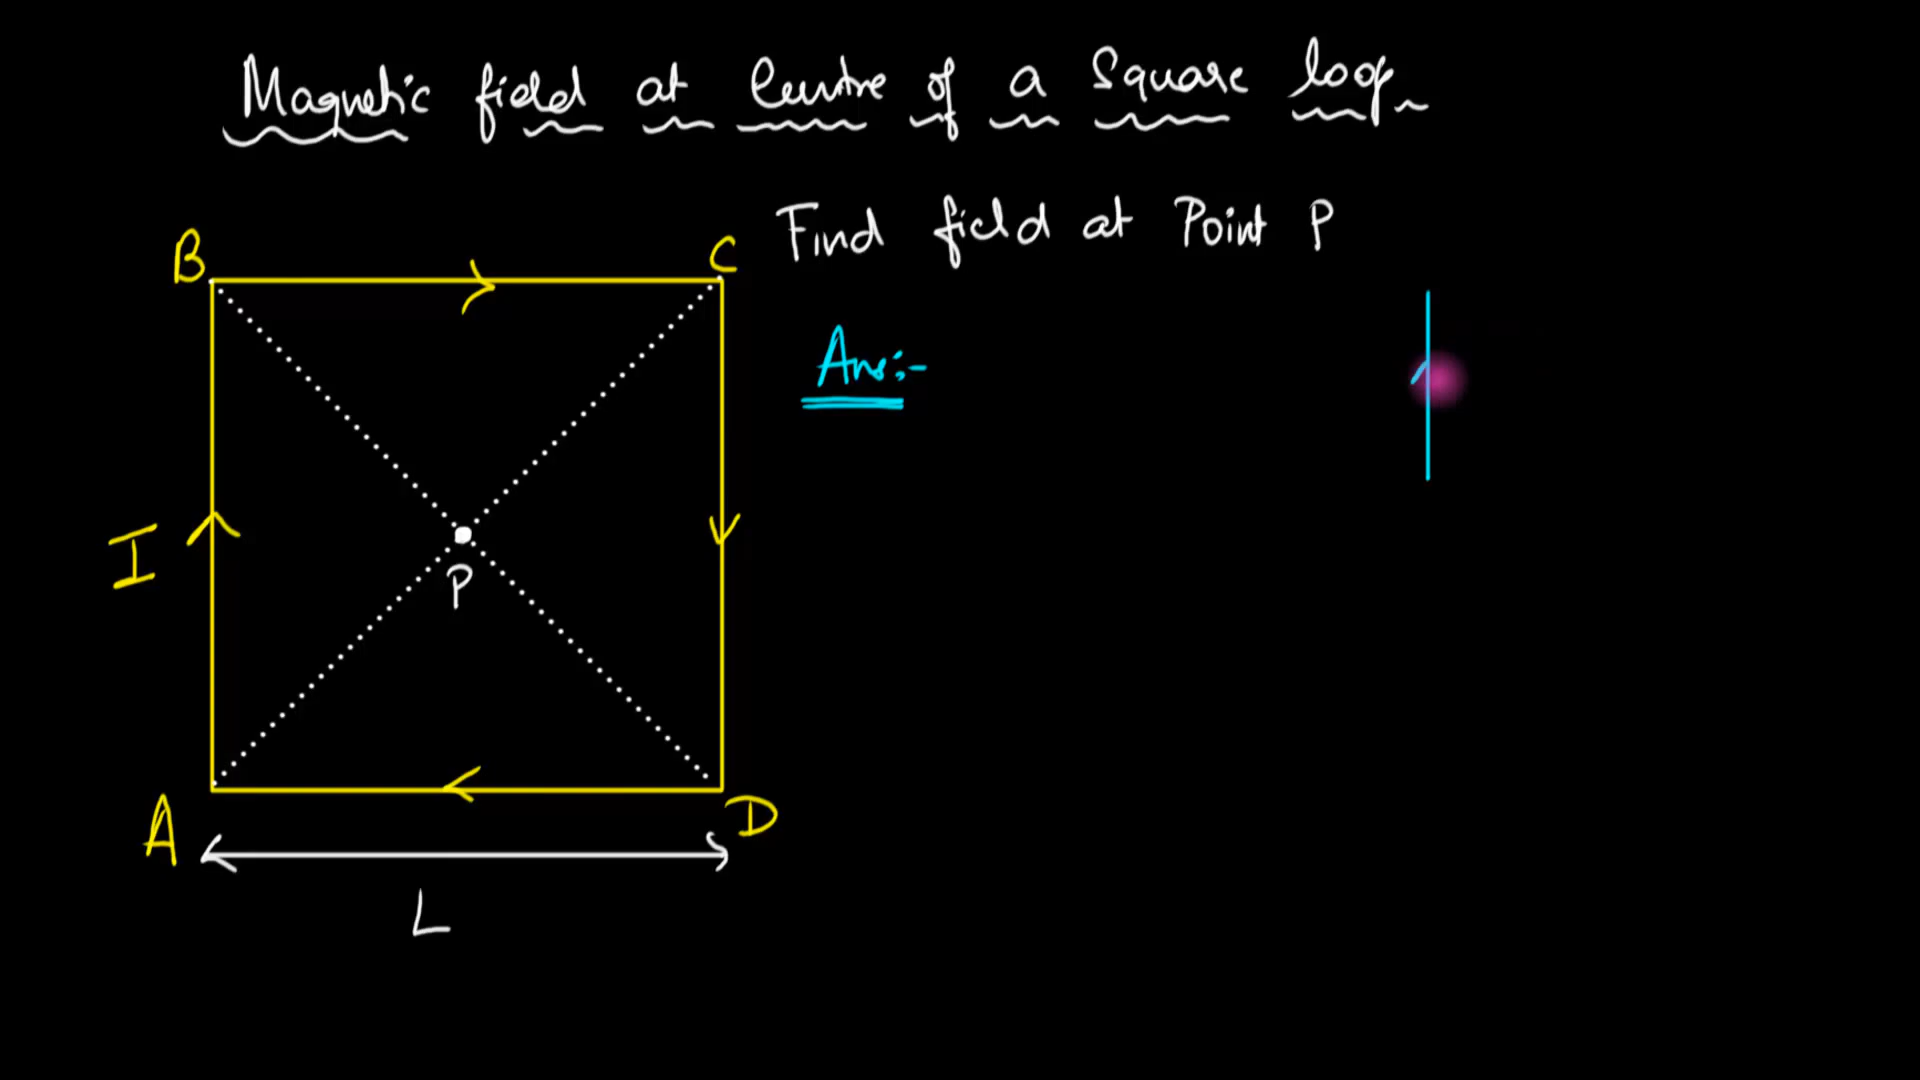 Magnetic field at Centre of a Square loop
Find field at Point P
B
C
Ans:-
I
P
A
D
L